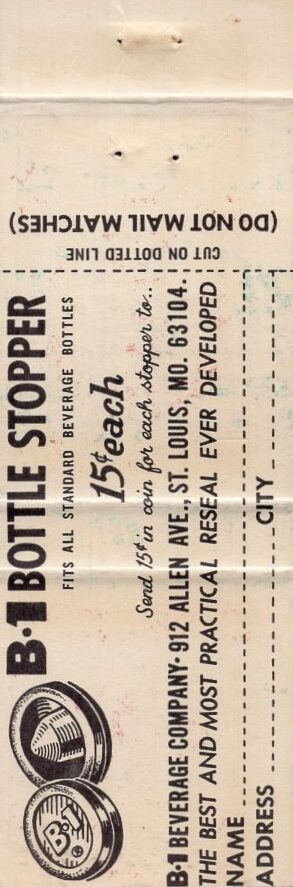 (DO NOT MAIL MATCHES)
CUT ON DOTTED LINE
B·1 BOTTLE STOPPER
FITS ALL STANDARD BEVERAGE BOTTLES
15¢ each
Send 15¢ in coin for each stopper to..
B·1 BEVERAGE COMPANY· 912 ALLEN AVE., ST. LOUIS, MO. 63104.
THE BEST AND MOST PRACTICAL RESEAL EVER DEVELOPED
NAME
ADDRESS CITY
B·1
®